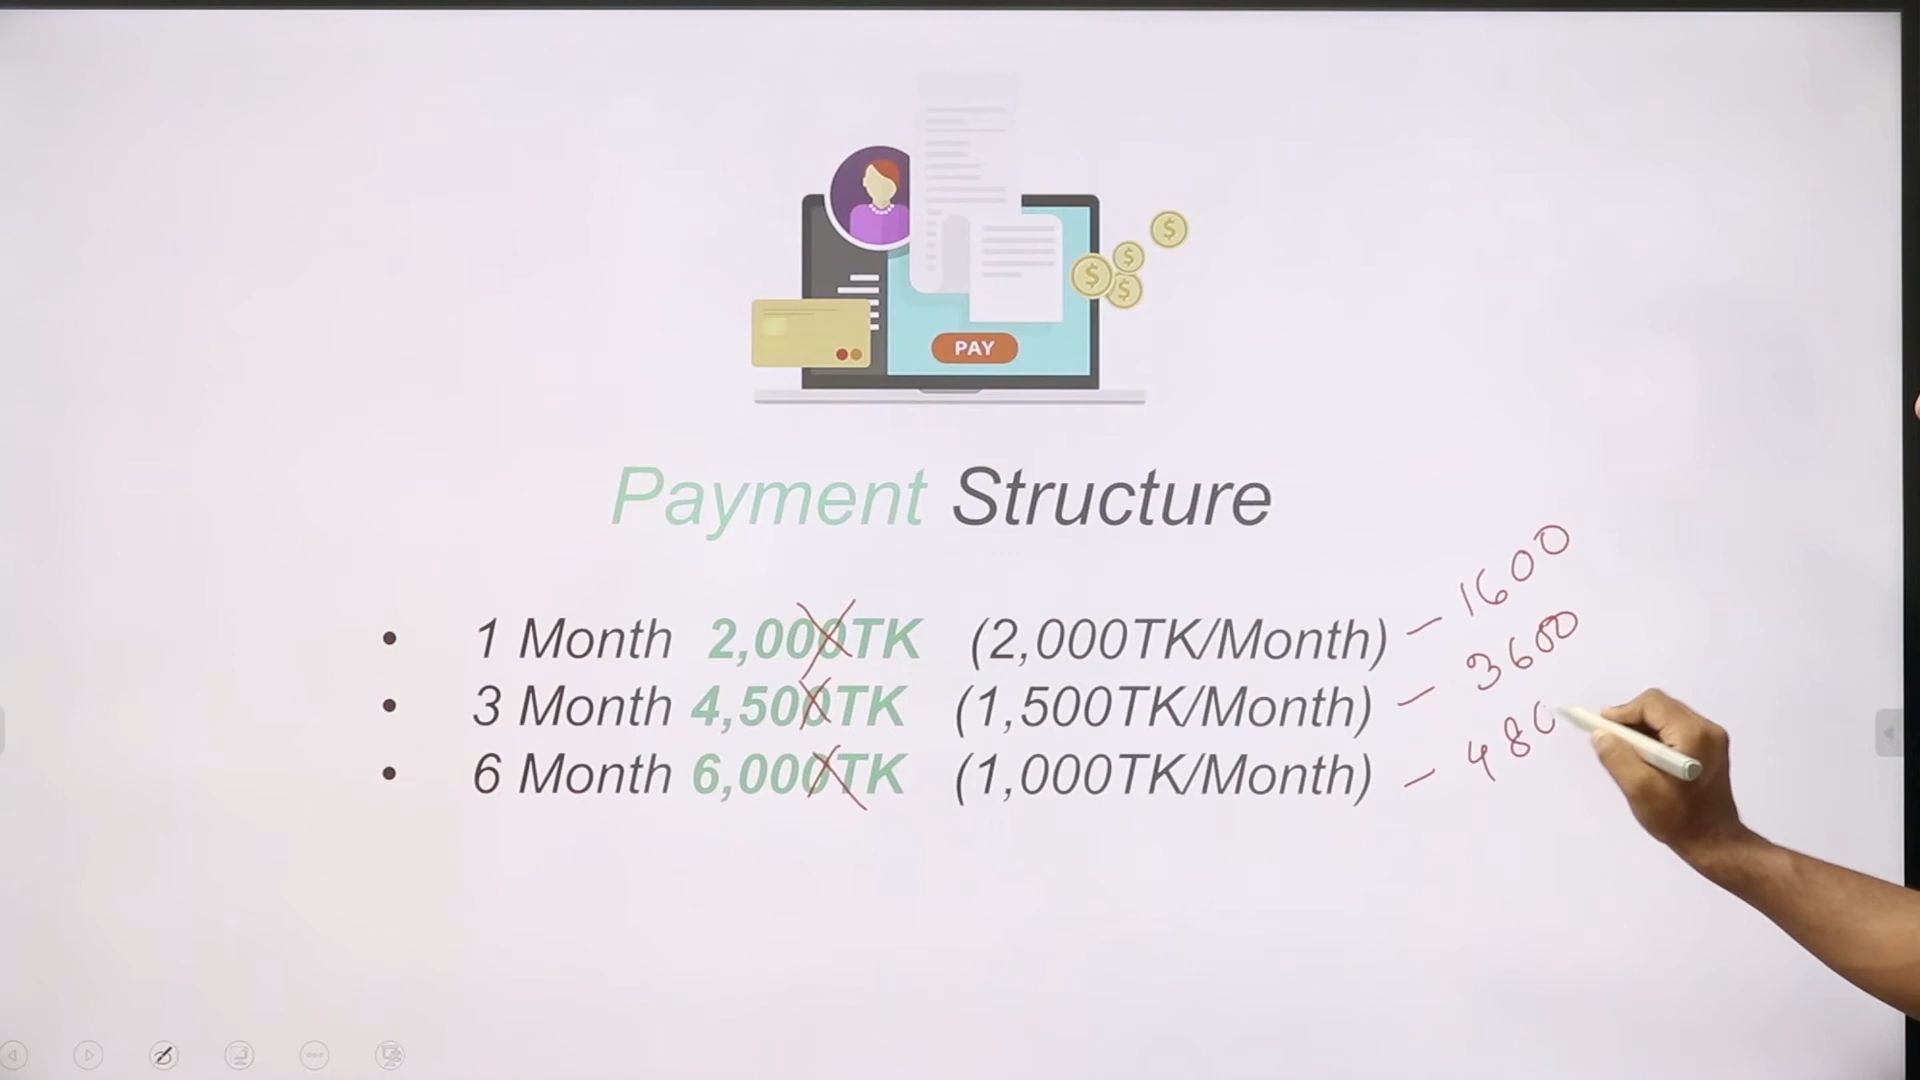 PAY
Payment Structure
• 1 Month 2,000TK (2,000TK/Month) – 1600
• 3 Month 4,500TK (1,500TK/Month) – 3600
• 6 Month 6,000TK (1,000TK/Month) – 480